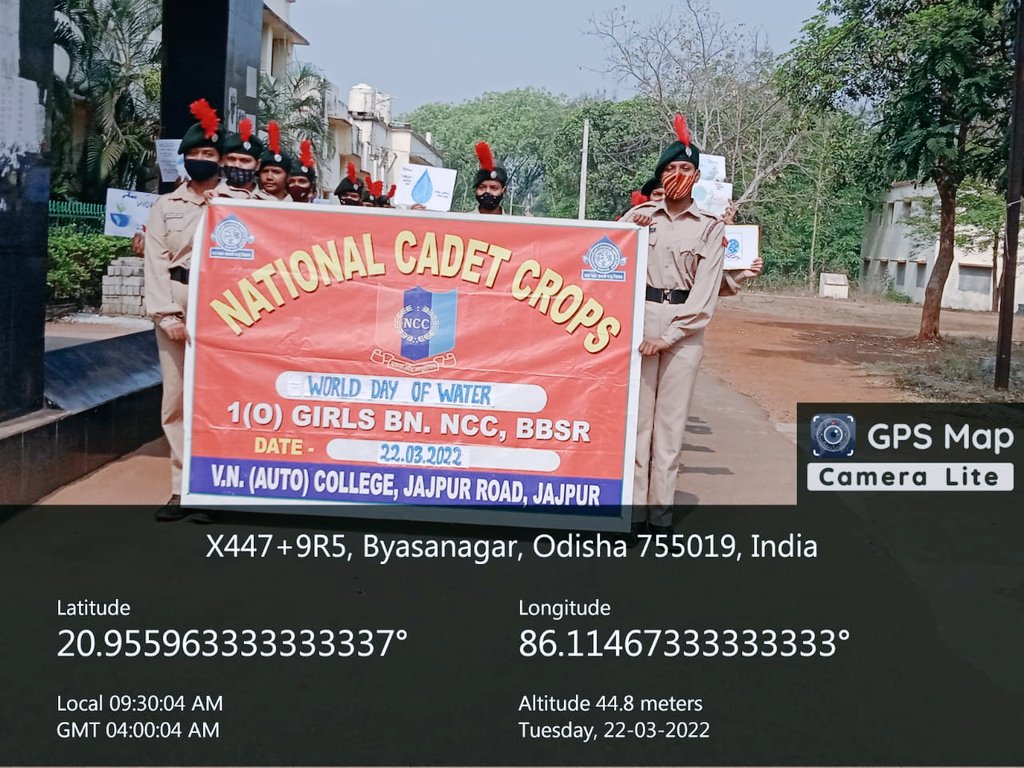 NATIONAL CADET CROPS
NCC
WORLD DAY OF WATER
1(O) GIRLS BN. NCC, BBSR
DATE - 22.03.2022
V.N. (AUTO) COLLEGE, JAJPUR ROAD, JAJPUR
GPS Map
Camera Lite
X447+9R5, Byasanagar, Odisha 755019, India
Latitude
20.955963333333337°
Longitude
86.11467333333333°
Local 09:30:04 AM
GMT 04:00:04 AM
Altitude 44.8 meters
Tuesday, 22-03-2022